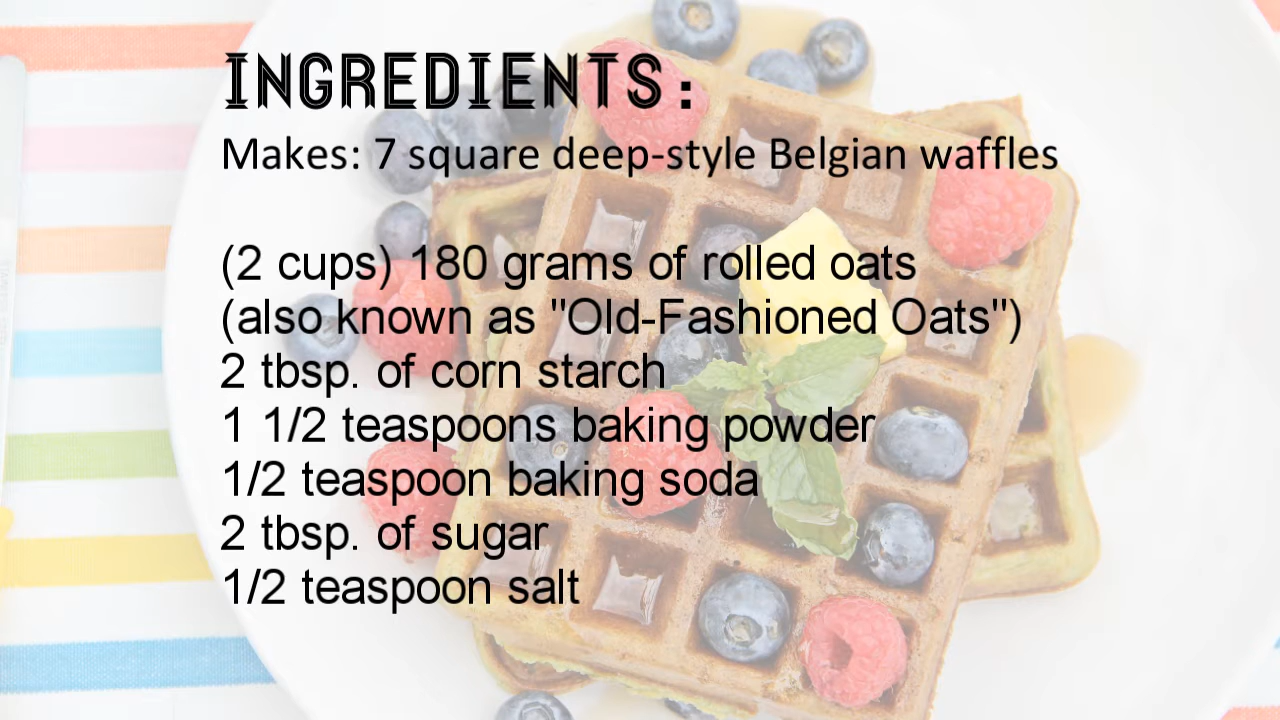 INGREDIENTS:
Makes: 7 square deep-style Belgian waffles
(2 cups) 180 grams of rolled oats
(also known as "Old-Fashioned Oats")
2 tbsp. of corn starch
1 1/2 teaspoons baking powder
1/2 teaspoon baking soda
2 tbsp. of sugar
1/2 teaspoon salt